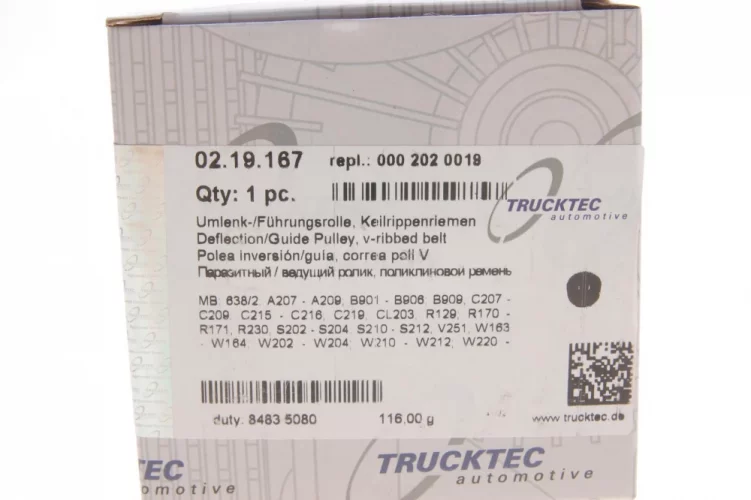 02.19.167 repl.: 000 202 0019
Qty: 1 pc.
TRUCKTEC
automotive
Umlenk-/Führungsrolle, Keilrippenriemen
Deflection/Guide Pulley, v-ribbed belt
Polea inversión/guía, correa poli V
Паразитный / ведущий ролик, поликлиновой ремень
MB: 638/2, A207 - A209, B901 - B906, B909, C207 -
C209, C215 - C216, C219, CL203, R129, R170 -
R171, R230, S202 - S204, S210 - S212, V251, W163
- W164, W202 - W204, W210 - W212, W220 -
duty: 8483 5080 116,00 g
www.trucktec.de
TRUCKTEC
automotive
TRUCKTEC
automotive